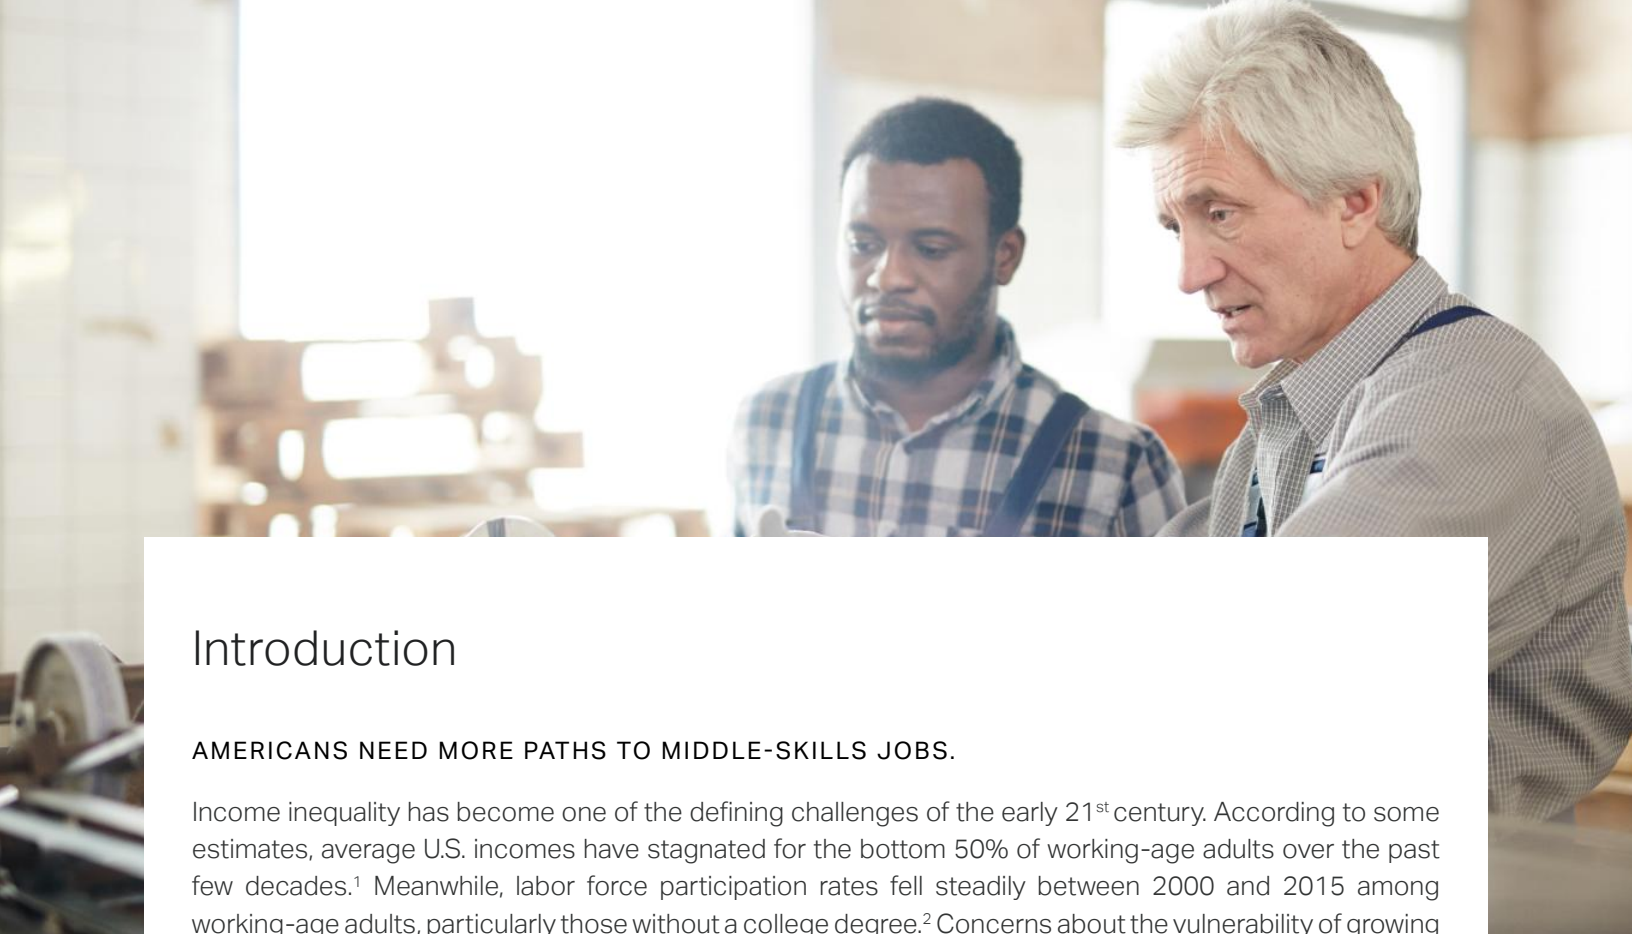 Introduction
AMERICANS NEED MORE PATHS TO MIDDLE-SKILLS JOBS.
Income inequality has become one of the defining challenges of the early 21st century. According to some
estimates, average U.S. incomes have stagnated for the bottom 50% of working-age adults over the past
few decades.1 Meanwhile, labor force participation rates fell steadily between 2000 and 2015 among
working-age adults, particularly those without a college degree.2 Concerns about the vulnerability of growing